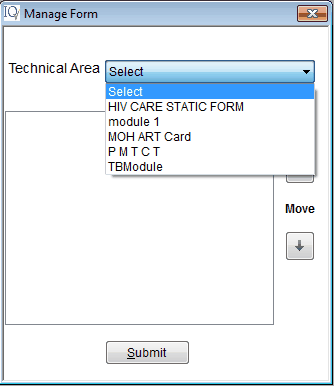 IQ Manage Form
Technical Area Select
Select
HIV CARE STATIC FORM
module 1
MOH ART Card
P M T C T
TBModule
Move
Submit